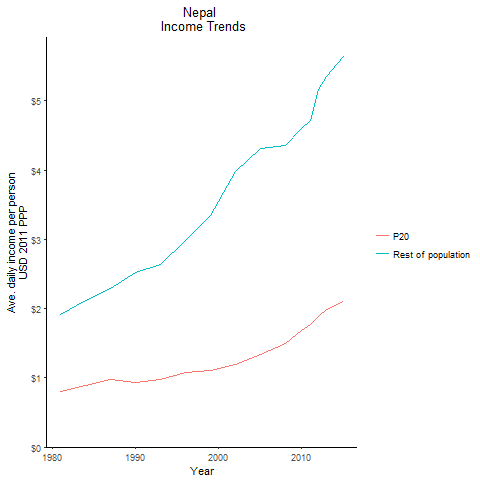 Nepal
Income Trends
Ave. daily income per person
USD 2011 PPP
$5
$4
$3
$2
$1
$0
1980
1990
2000
2010
Year
P20
Rest of population